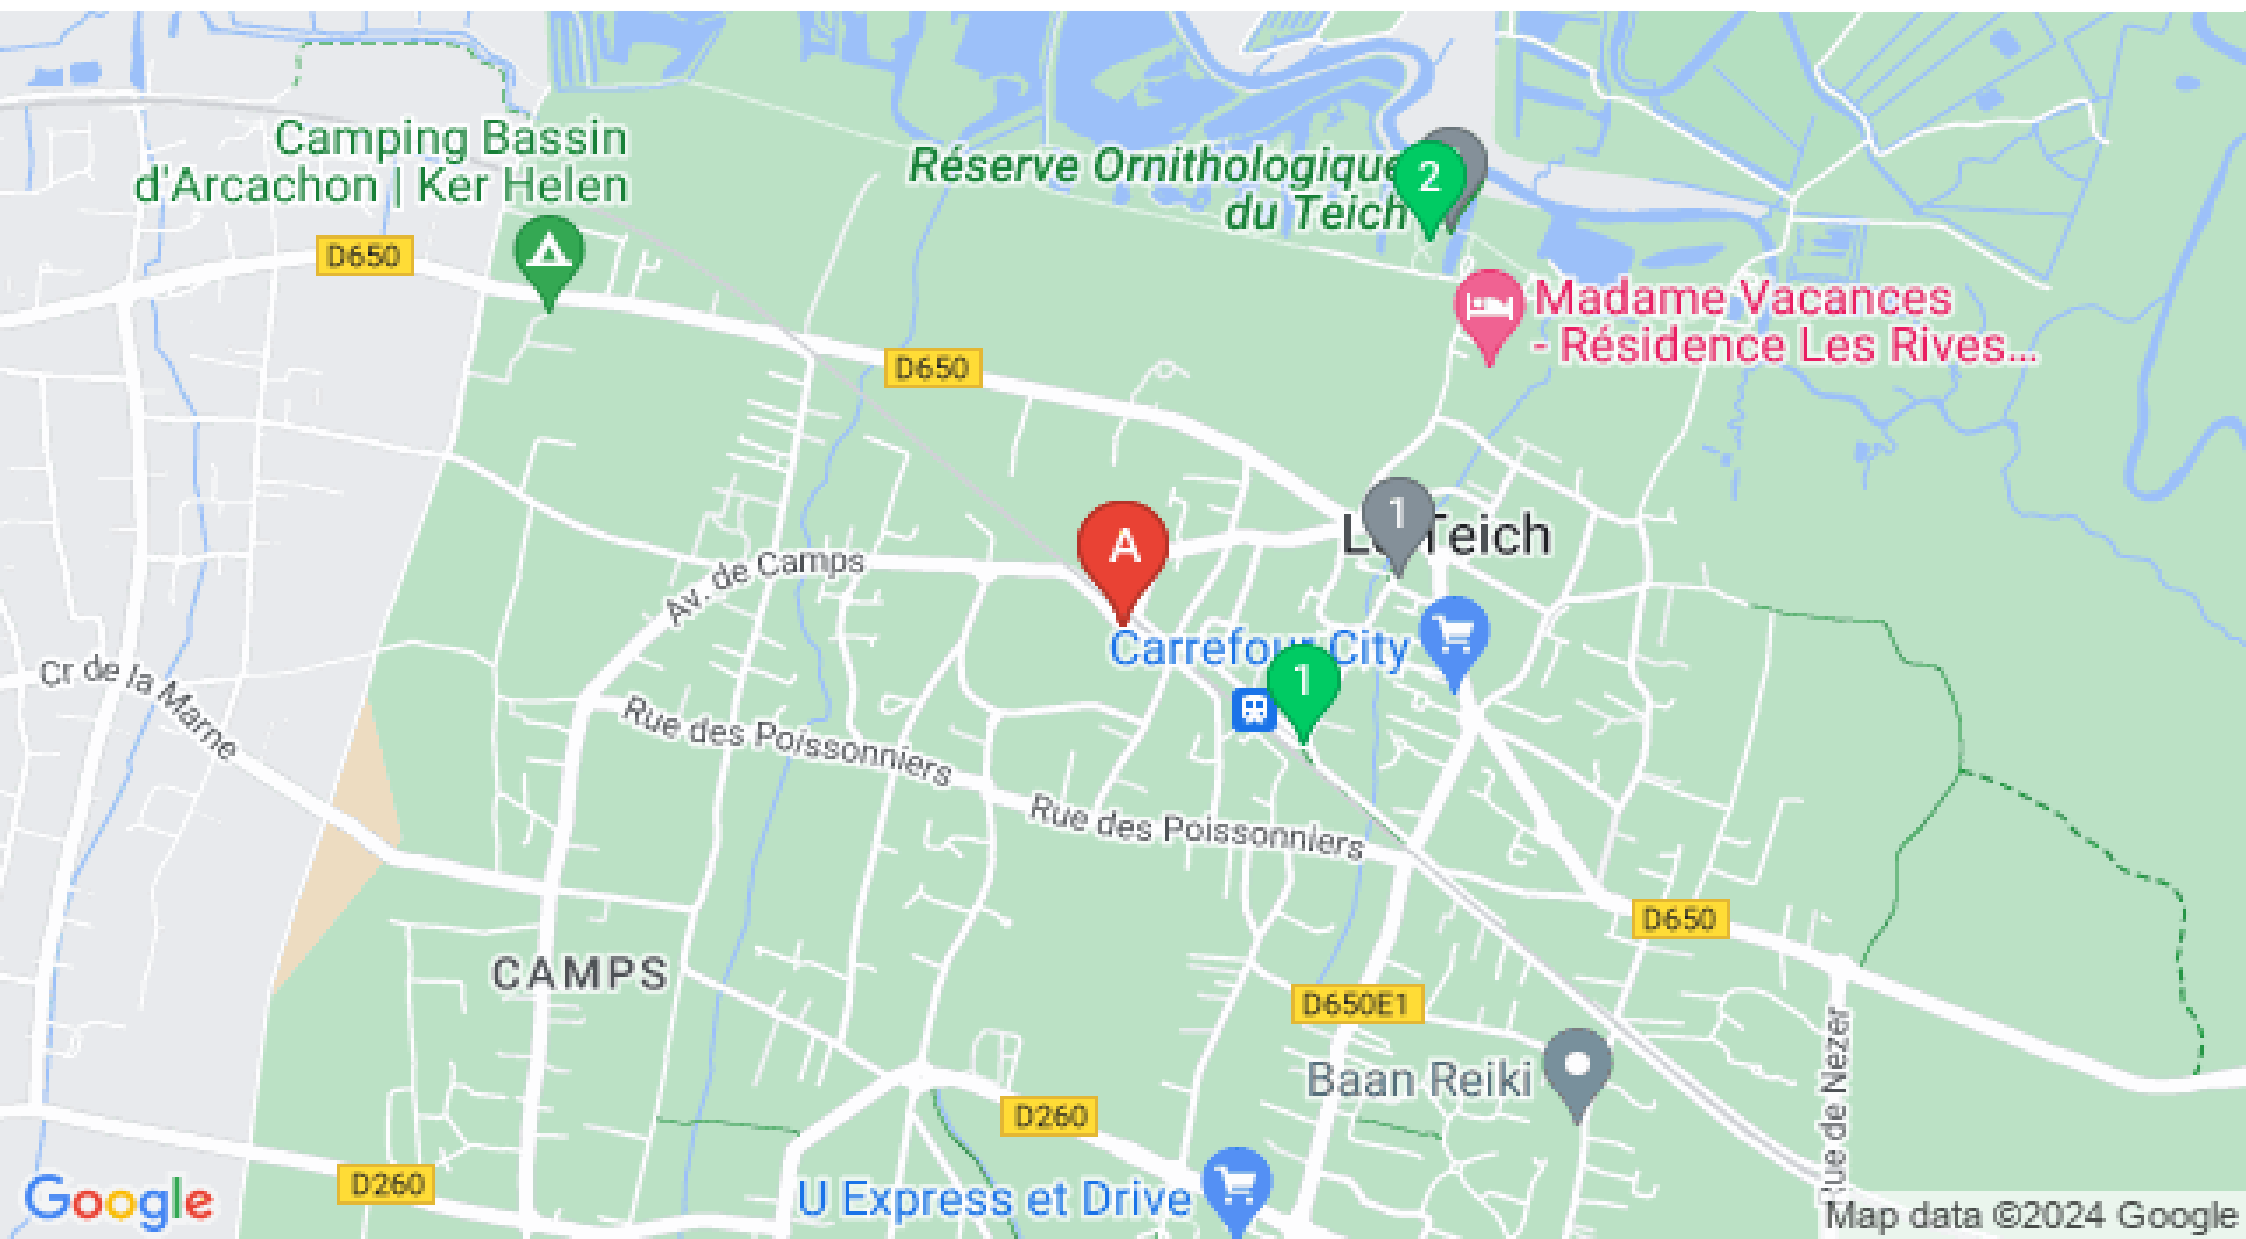 Camping Bassin
d'Arcachon | Ker Helen
Réserve Ornithologique
du Teich
2
D650
Madame Vacances
- Résidence Les Rives...
D650
1
Le Teich
A
Av. de Camps
Carrefour City
1
Cr de la Marne
Rue des Poissonniers
Rue des Poissonniers
D650
CAMPS
D650E1
Baan Reiki
Rue de Nezer
D260
D260
U Express et Drive
Google
Map data ©2024 Google